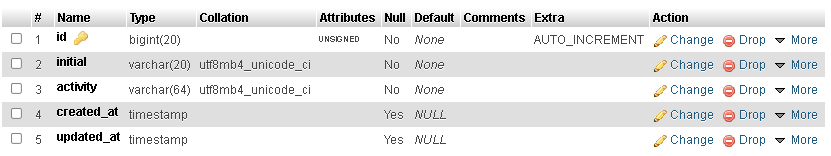 # Name Type Collation Attributes Null Default Comments Extra Action
1 id bigint(20) UNSIGNED No None AUTO_INCREMENT Change Drop More
2 initial varchar(20) utf8mb4_unicode_ci No None Change Drop More
3 activity varchar(64) utf8mb4_unicode_ci No None Change Drop More
4 created_at timestamp Yes NULL Change Drop More
5 updated_at timestamp Yes NULL Change Drop More